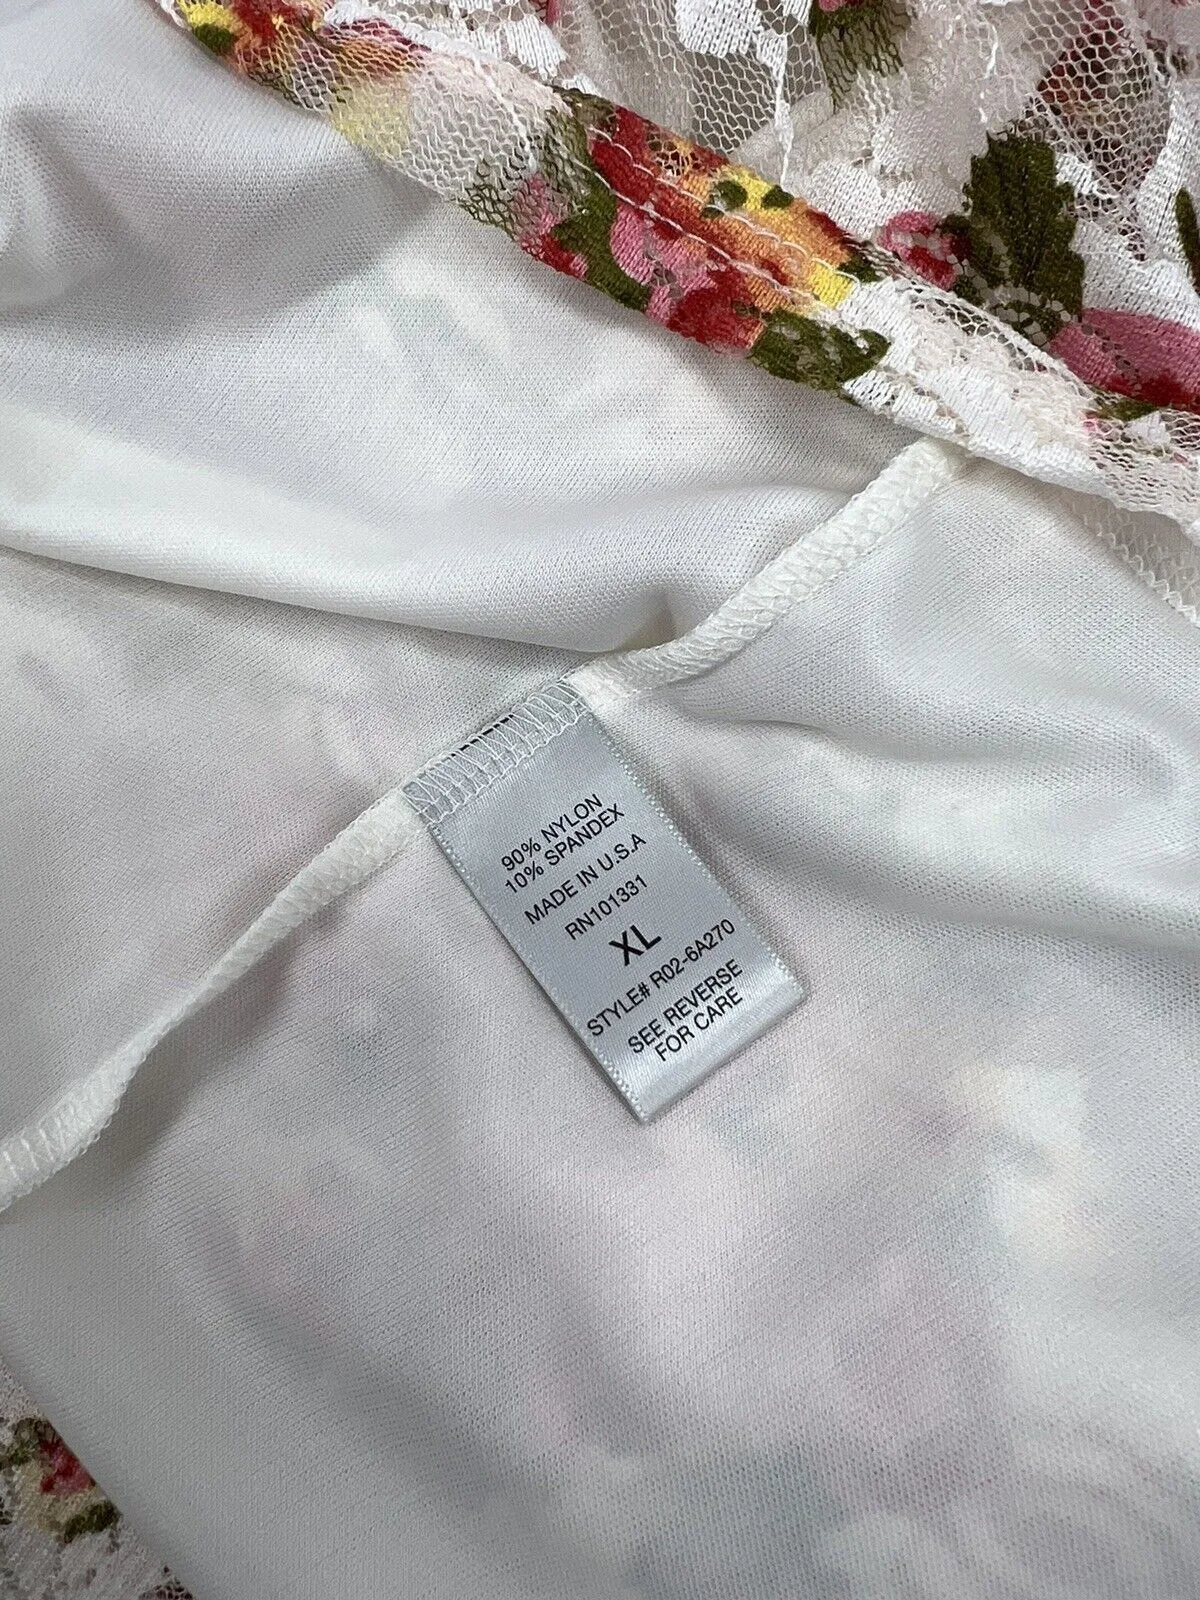 90% NYLON
10% SPANDEX
MADE IN U.S.A
RN101331
XL
STYLE# R02-6A270
SEE REVERSE
FOR CARE